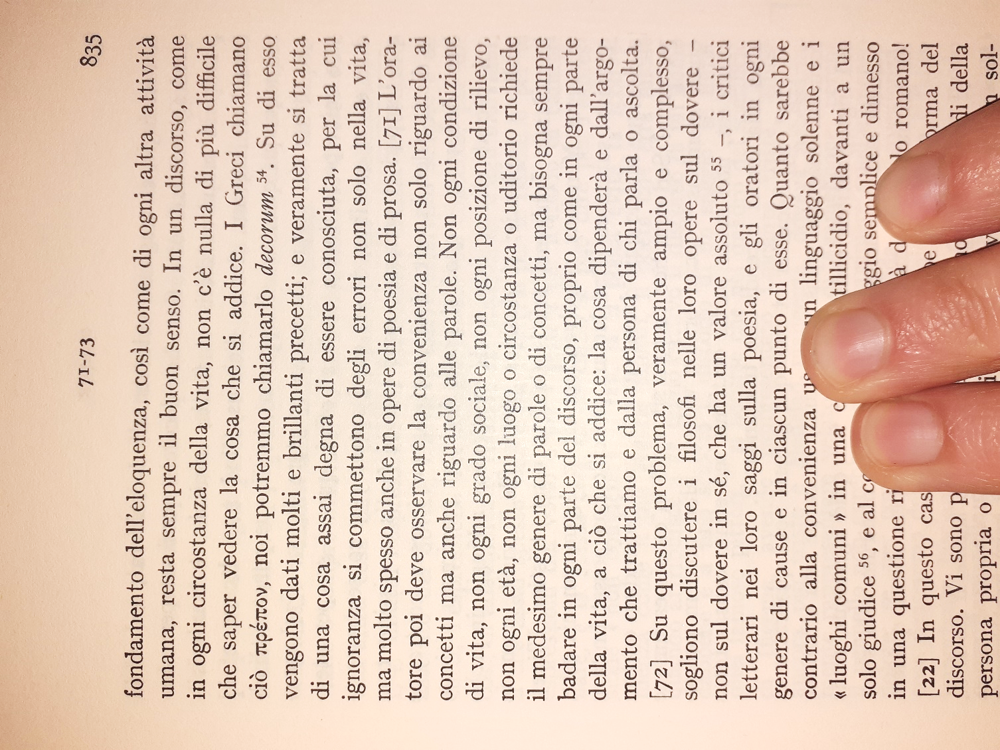 71-73 835
fondamento dell'eloquenza, così come di ogni altra attività
umana, resta sempre il buon senso. In un discorso, come
in ogni circostanza della vita, non c'è nulla di più difficile
che saper vedere la cosa che si addice. I Greci chiamano
ciò πρέπον, noi potremmo chiamarlo decorum 54. Su di esso
vengono dati molti e brillanti precetti; e veramente si tratta
di una cosa assai degna di essere conosciuta, per la cui
ignoranza si commettono degli errori non solo nella vita,
ma molto spesso anche in opere di poesia e di prosa. [71] L'ora-
tore poi deve osservare la convenienza non solo riguardo ai
concetti ma anche riguardo alle parole. Non ogni condizione
di vita, non ogni grado sociale, non ogni posizione di rilievo,
non ogni età, non ogni luogo o circostanza o uditorio richiede
il medesimo genere di parole o di concetti, ma bisogna sempre
badare in ogni parte del discorso, proprio come in ogni parte
della vita, a ciò che si addice: la cosa dipenderà e dall'argo-
mento che trattiamo e dalla persona di chi parla o ascolta.
[72] Su questo problema, veramente ampio e complesso,
sogliono discutere i filosofi nelle loro opere sul dovere –
non sul dovere in sé, che ha un valore assoluto 55 –, i critici
letterari nei loro saggi sulla poesia, e gli oratori in ogni
genere di cause e in ciascun punto di esse. Quanto sarebbe
contrario alla convenienza un linguaggio solenne e i
« luoghi comuni » in una davanti a un
solo giudice 56, e al semplice e dimesso
in una questione romano!
[22] In questo del
discorso. Vi sono di della
persona propria o sol-